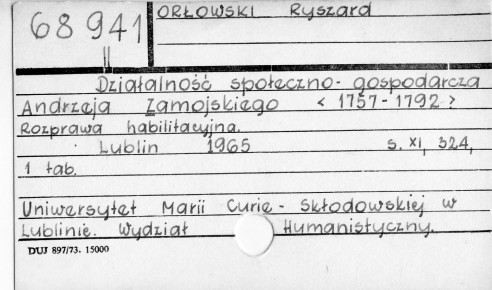 68 941
II
ORŁOWSKI Ryszard
Działalność społeczno-gospodarcza
Andrzeja Zamojskiego <1757-1792>
Rozprawa habilitacyjna.
Lublin 1965 s. XI, 324,
1 tab.
Uniwersytet Marii Curie-Skłodowskiej w
Lublinie. Wydział Humanistyczny.
DUJ 897/73. 15000